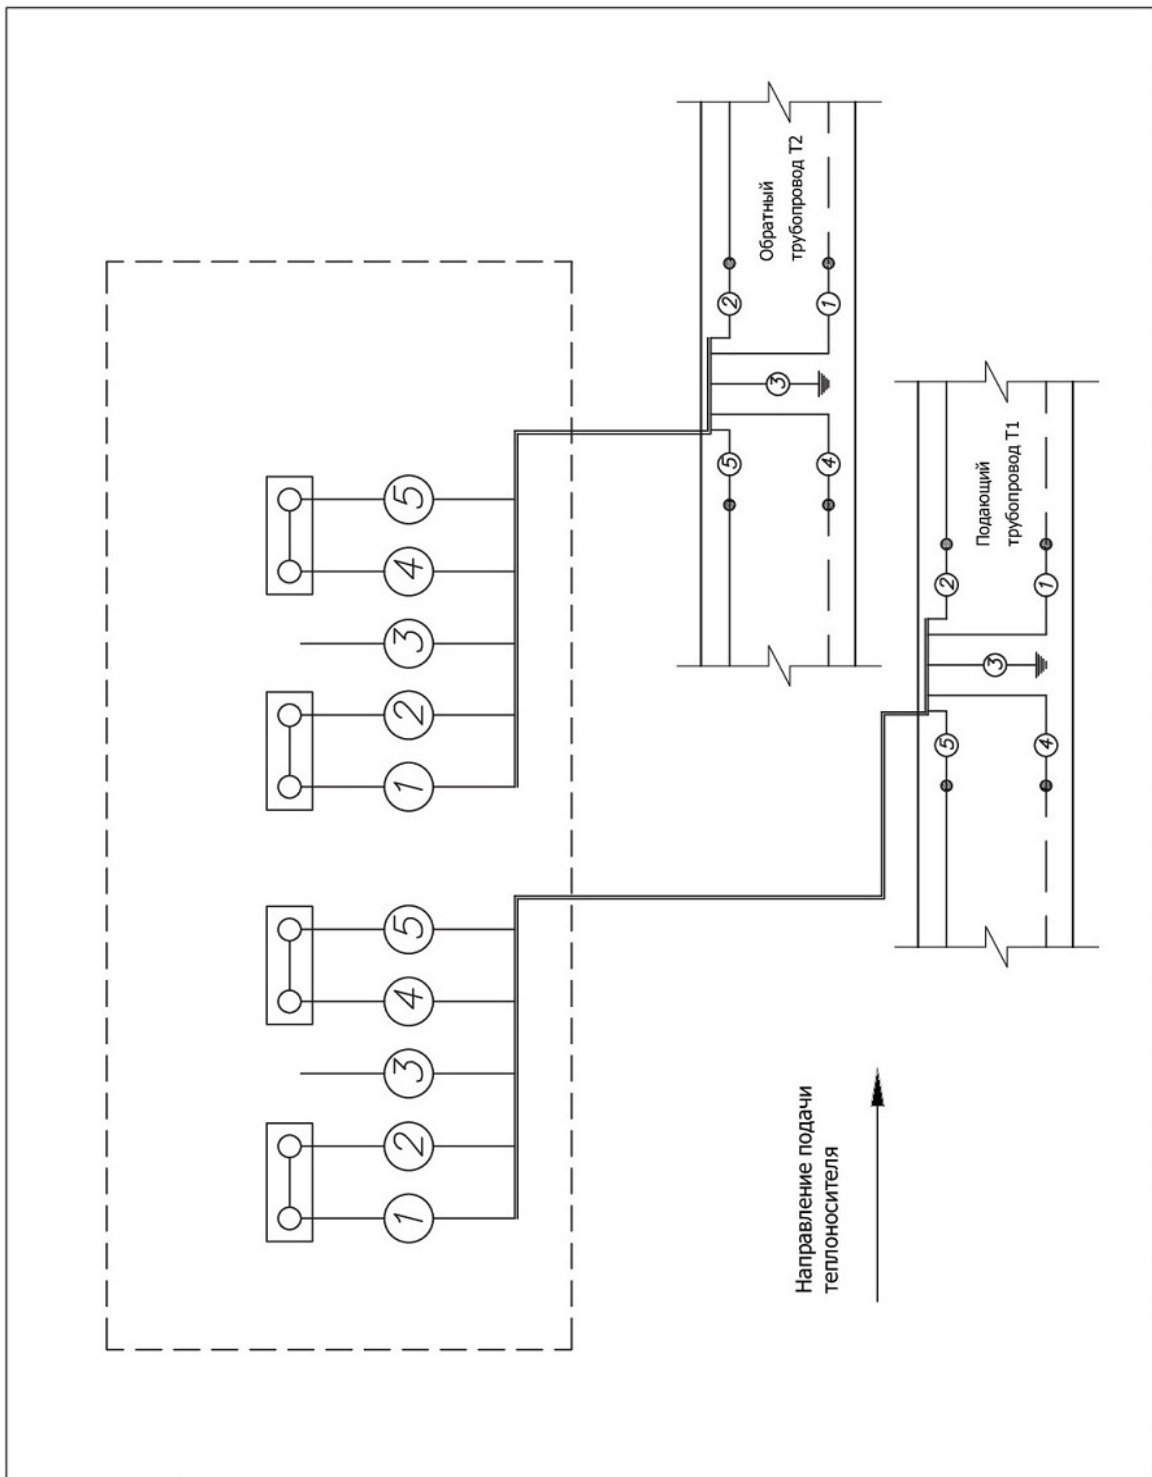 1 2 3 4 5 1 2 3 4 5
5 2
3
Обратный
трубопровод Т2
4 1
Направление подачи
теплоносителя
5 2
3
Подающий
трубопровод Т1
4 1